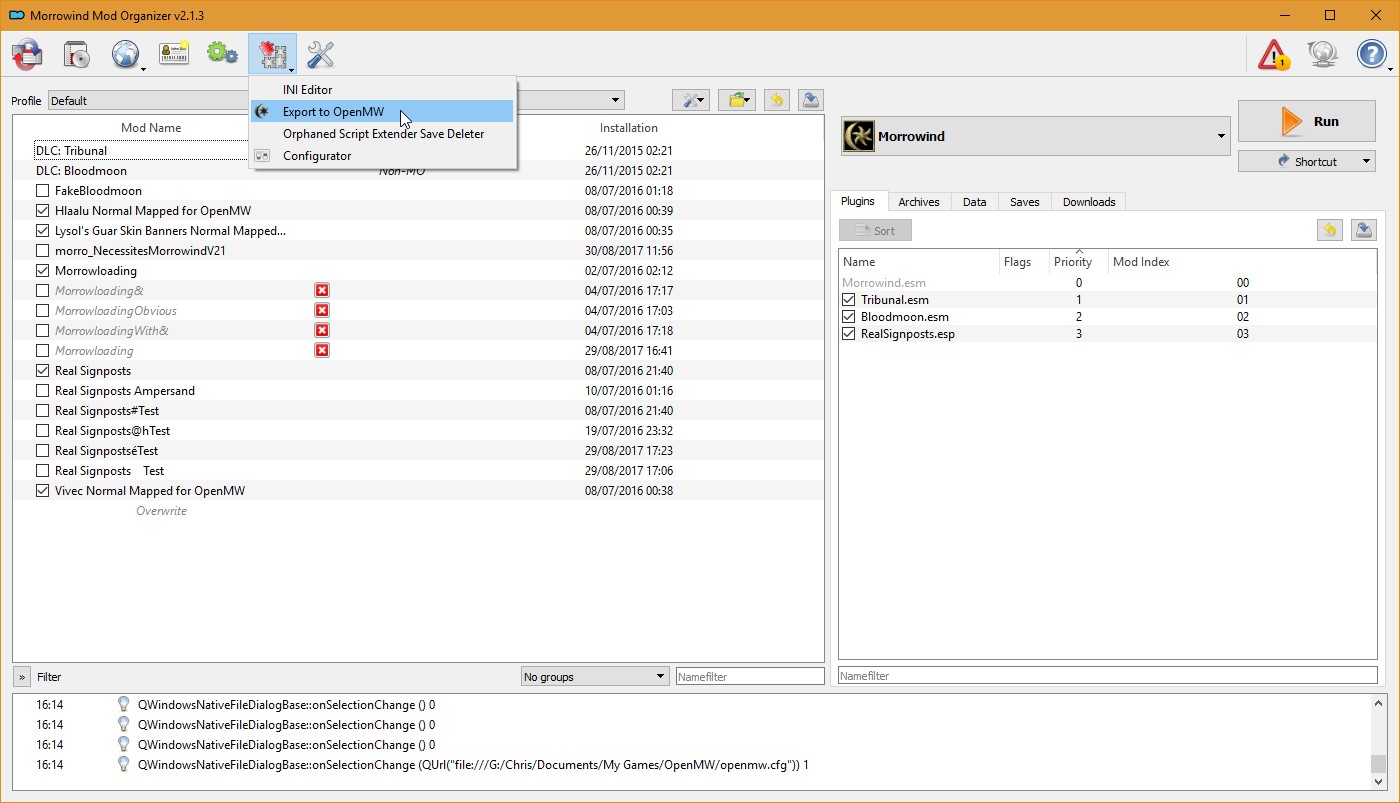 Morrowind Mod Organizer v2.1.3
1
INI Editor
Export to OpenMW
Orphaned Script Extender Save Deleter
Configurator
Profile Default
Mod Name Installation
DLC: Tribunal 26/11/2015 02:21
DLC: Bloodmoon Non-MO 26/11/2015 02:21
FakeBloodmoon 08/07/2016 01:18
Hlaalu Normal Mapped for OpenMW 08/07/2016 00:39
Lysol's Guar Skin Banners Normal Mapped... 08/07/2016 00:35
morro_NecessitesMorrowindV21 30/08/2017 11:56
Morrowloading 02/07/2016 02:12
Morrowloading& 04/07/2016 17:17
MorrowloadingObvious 04/07/2016 17:03
MorrowloadingWith& 04/07/2016 17:18
Morrowloading 29/08/2017 16:41
Real Signposts 08/07/2016 21:40
Real Signposts Ampersand 10/07/2016 01:16
Real Signposts#Test 08/07/2016 21:40
Real Signposts@hTest 19/07/2016 23:32
Real SignpostséTest 29/08/2017 17:23
Real Signposts Test 29/08/2017 17:06
Vivec Normal Mapped for OpenMW 08/07/2016 00:38
Overwrite
» Filter No groups Namefilter
Morrowind
Run
Shortcut
Plugins Archives Data Saves Downloads
Sort
Name Flags Priority Mod Index
Morrowind.esm 0 00
Tribunal.esm 1 01
Bloodmoon.esm 2 02
RealSignposts.esp 3 03
Namefilter
16:14 QWindowsNativeFileDialogBase::onSelectionChange () 0
16:14 QWindowsNativeFileDialogBase::onSelectionChange () 0
16:14 QWindowsNativeFileDialogBase::onSelectionChange () 0
16:14 QWindowsNativeFileDialogBase::onSelectionChange (QUrl("file:///G:/Chris/Documents/My Games/OpenMW/openmw.cfg")) 1